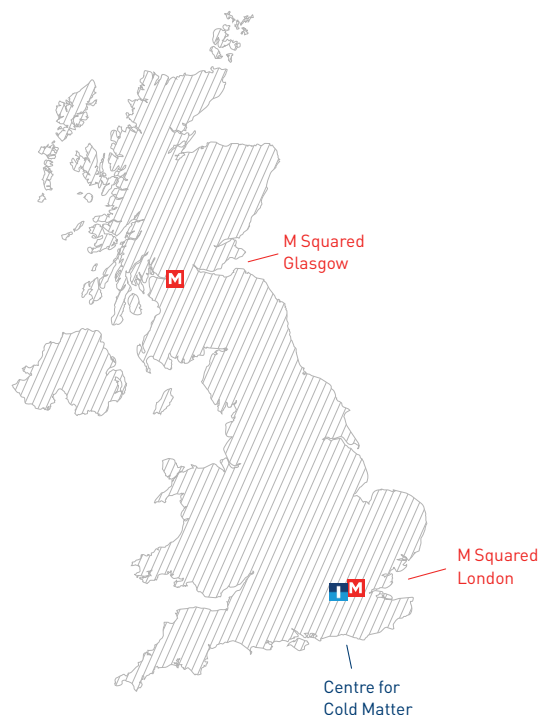 M Squared
Glasgow
M
I M
M Squared
London
Centre for
Cold Matter